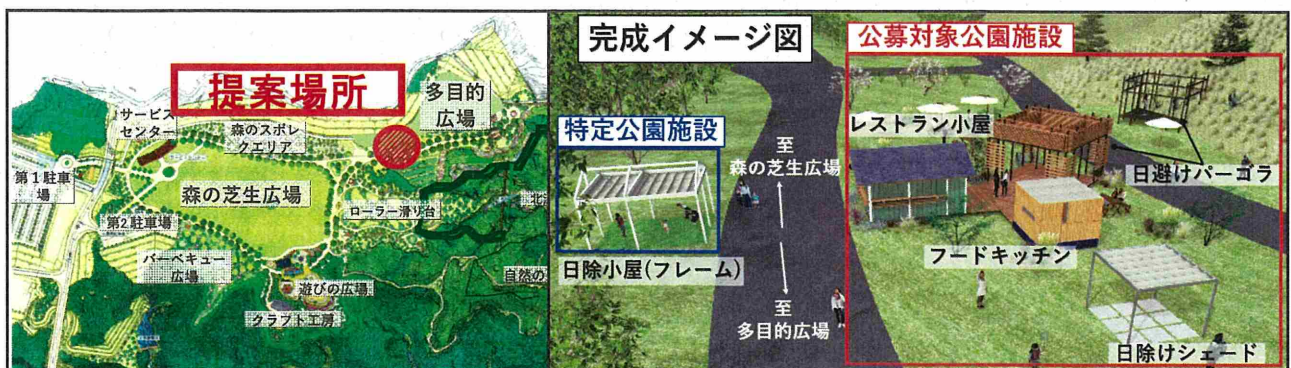 提案場所
サービス
センター
森のスポレ
クエリア
多目的
広場
第1駐車
場
森の芝生広場
ローラー滑り台
第2駐車場
バーベキュー
広場
遊びの広場
クラフト工房
自然の
完成イメージ図
特定公園施設
日除小屋(フレーム)
至
森の芝生広場
至
多目的広場
公募対象公園施設
レストラン小屋
日避けパーゴラ
フードキッチン
日除けシェード